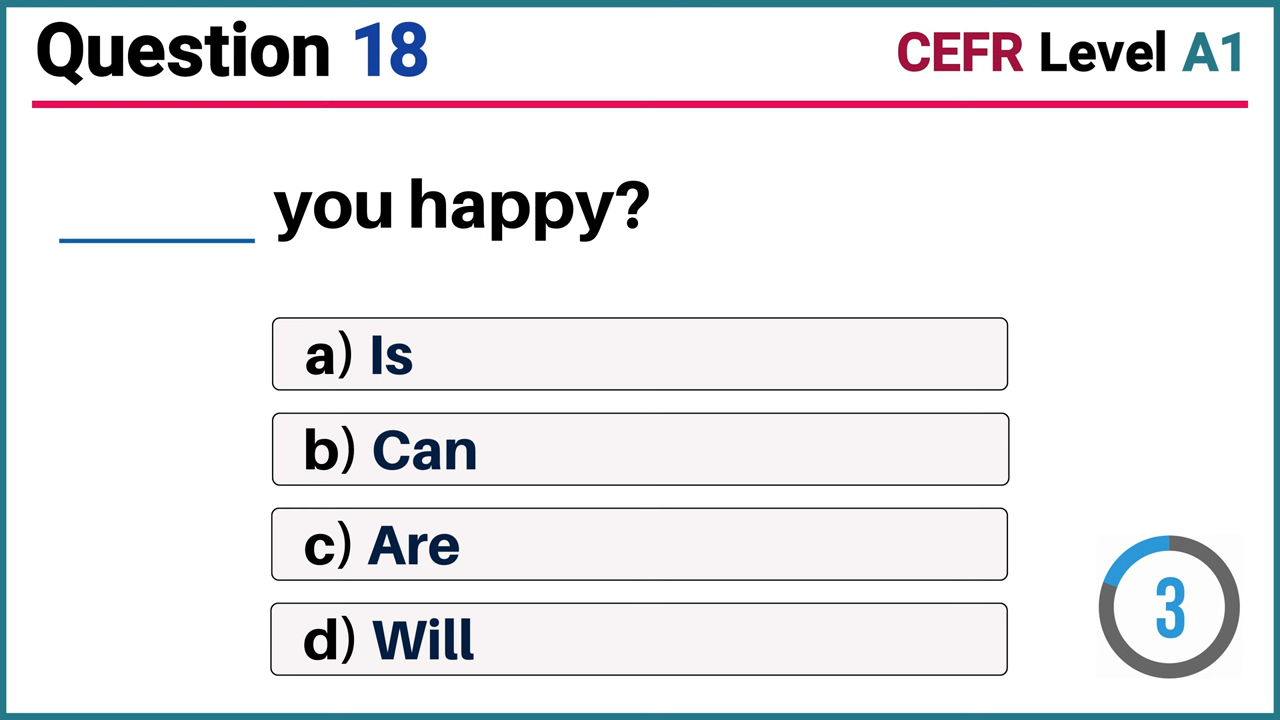 Question 18
CEFR Level A1
______ you happy?
a) Is
b) Can
c) Are
d) Will
3